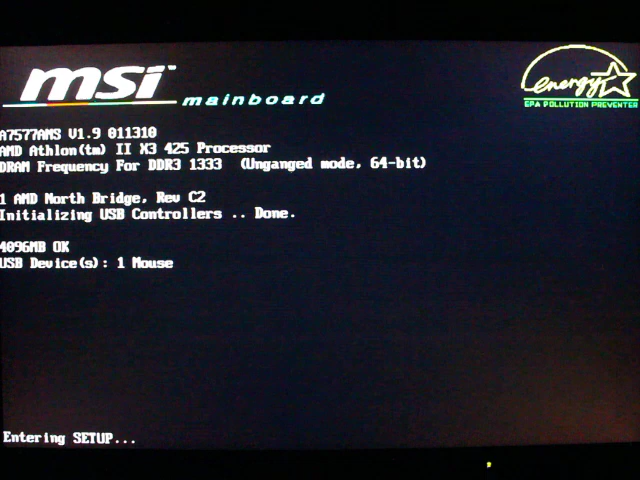 msi™
mainboard
energy
EPA POLLUTION PREVENTER
A7577AMS V1.9 011310
AMD Athlon(tm) II X3 425 Processor
DRAM Frequency For DDR3 1333 (Unganged mode, 64-bit)
1 AMD North Bridge, Rev C2
Initializing USB Controllers .. Done.
4096MB OK
USB Device(s): 1 Mouse
Entering SETUP...